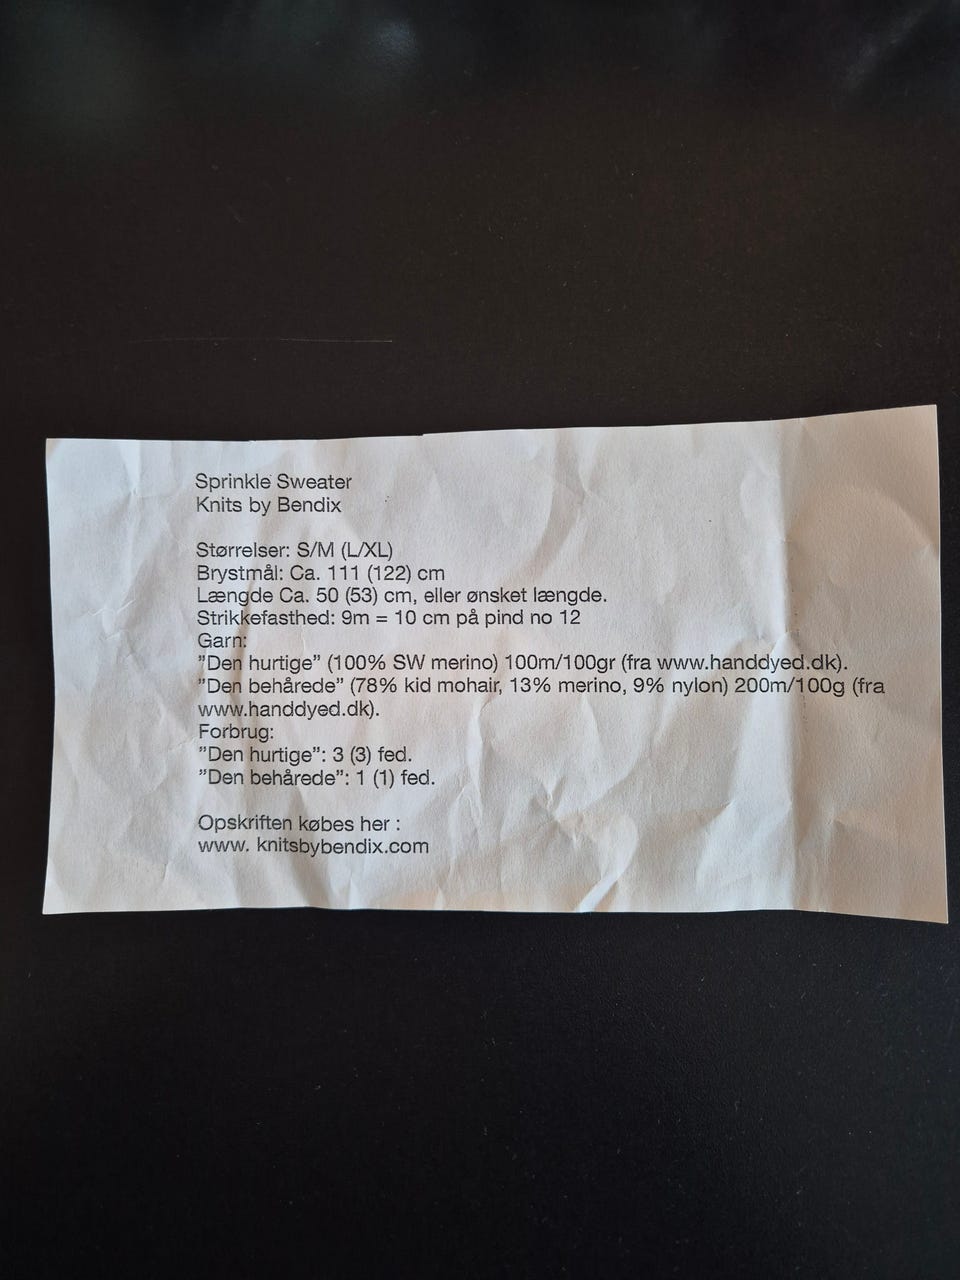 Sprinkle Sweater
Knits by Bendix
Størrelser: S/M (L/XL)
Brystmål: Ca. 111 (122) cm
Længde Ca. 50 (53) cm, eller ønsket længde.
Strikkefasthed: 9m = 10 cm på pind no 12
Garn:
”Den hurtige” (100% SW merino) 100m/100gr (fra www.handdyed.dk).
”Den behårede” (78% kid mohair, 13% merino, 9% nylon) 200m/100g (fra
www.handdyed.dk).
Forbrug:
”Den hurtige”: 3 (3) fed.
”Den behårede”: 1 (1) fed.
Opskriften købes her :
www. knitsbybendix.com